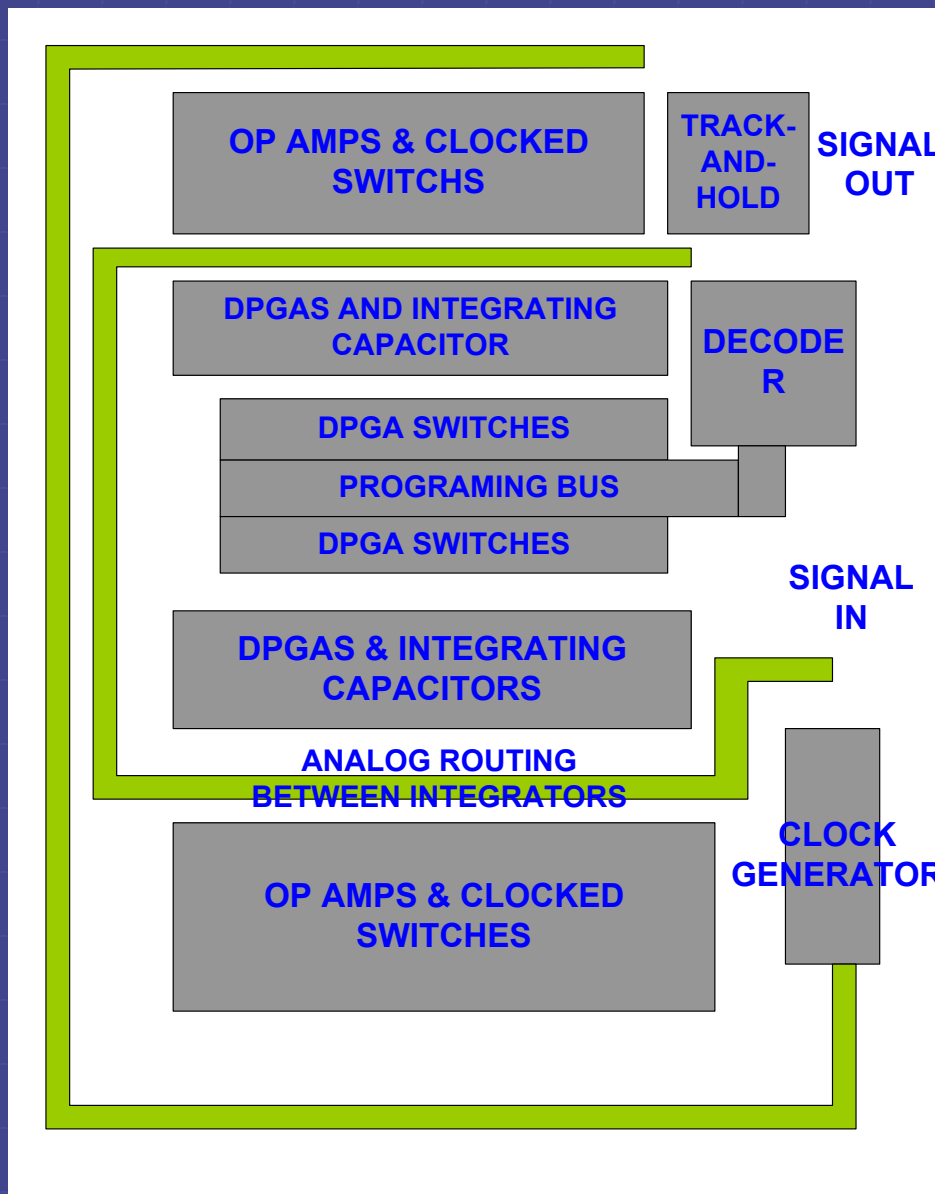 OP AMPS & CLOCKED
SWITCHS
TRACK-
AND-
HOLD
SIGNAL
OUT
DPGAS AND INTEGRATING
CAPACITOR
DECODE
R
DPGA SWITCHES
PROGRAMING BUS
DPGA SWITCHES
SIGNAL
IN
DPGAS & INTEGRATING
CAPACITORS
ANALOG ROUTING
BETWEEN INTEGRATORS
CLOCK
GENERATOR
OP AMPS & CLOCKED
SWITCHES